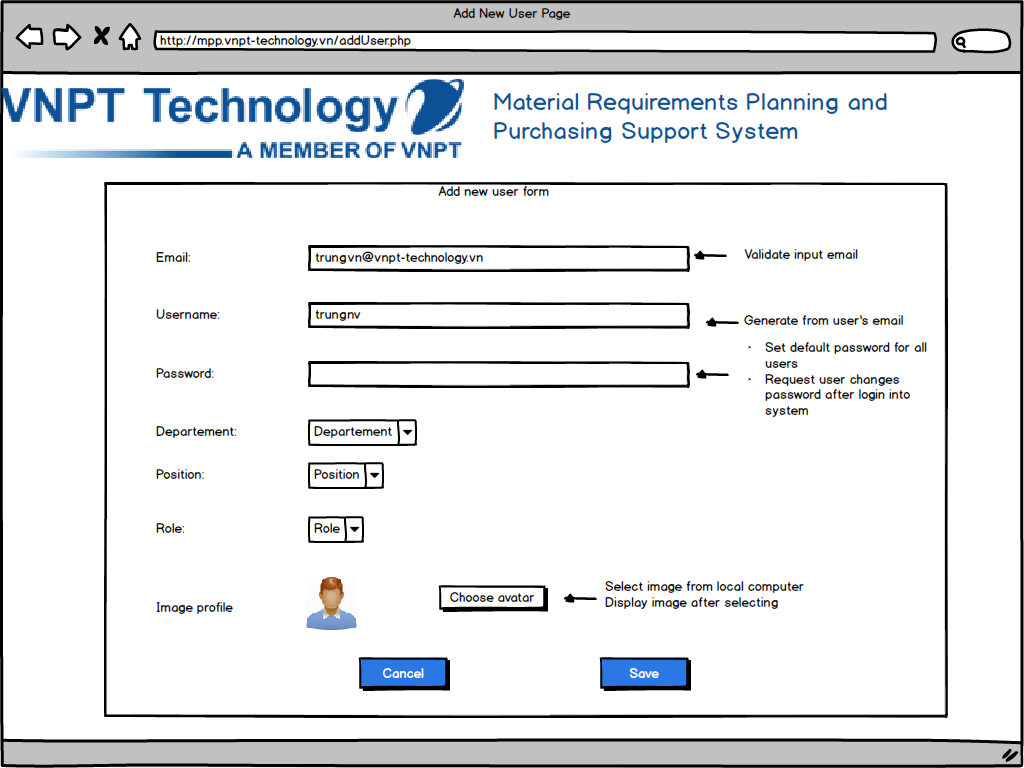 Add New User Page
http://mpp.vnpt-technology.vn/addUser.php
VNPT Technology
A MEMBER OF VNPT
Material Requirements Planning and
Purchasing Support System
Add new user form
Email:
trungvn@vnpt-technology.vn
Validate input email
Username:
trungnv
Generate from user's email
Password:
· Set default password for all
users
· Request user changes
password after login into
system
Departement:
Departement
Position:
Position
Role:
Role
Image profile
Choose avatar
Select image from local computer
Display image after selecting
Cancel
Save